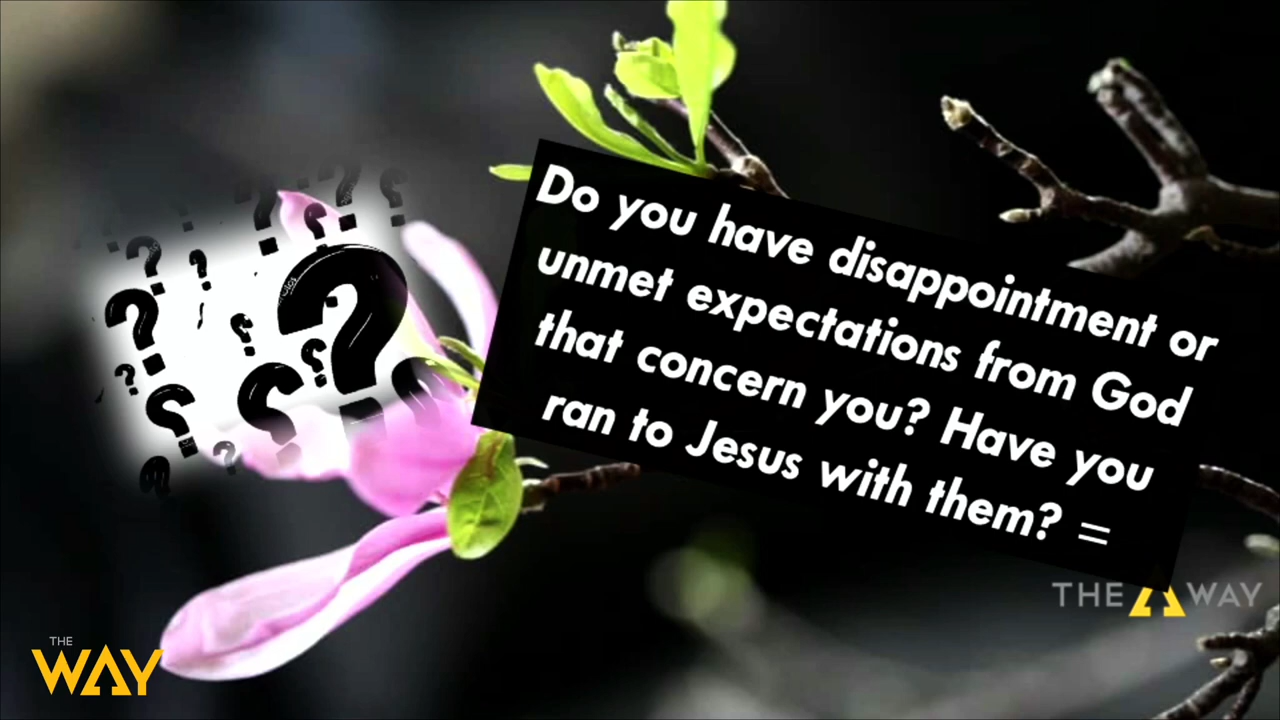 Do you have disappointment or
unmet expectations from God
that concern you? Have you
ran to Jesus with them? =
THE WAY
THE
WAY